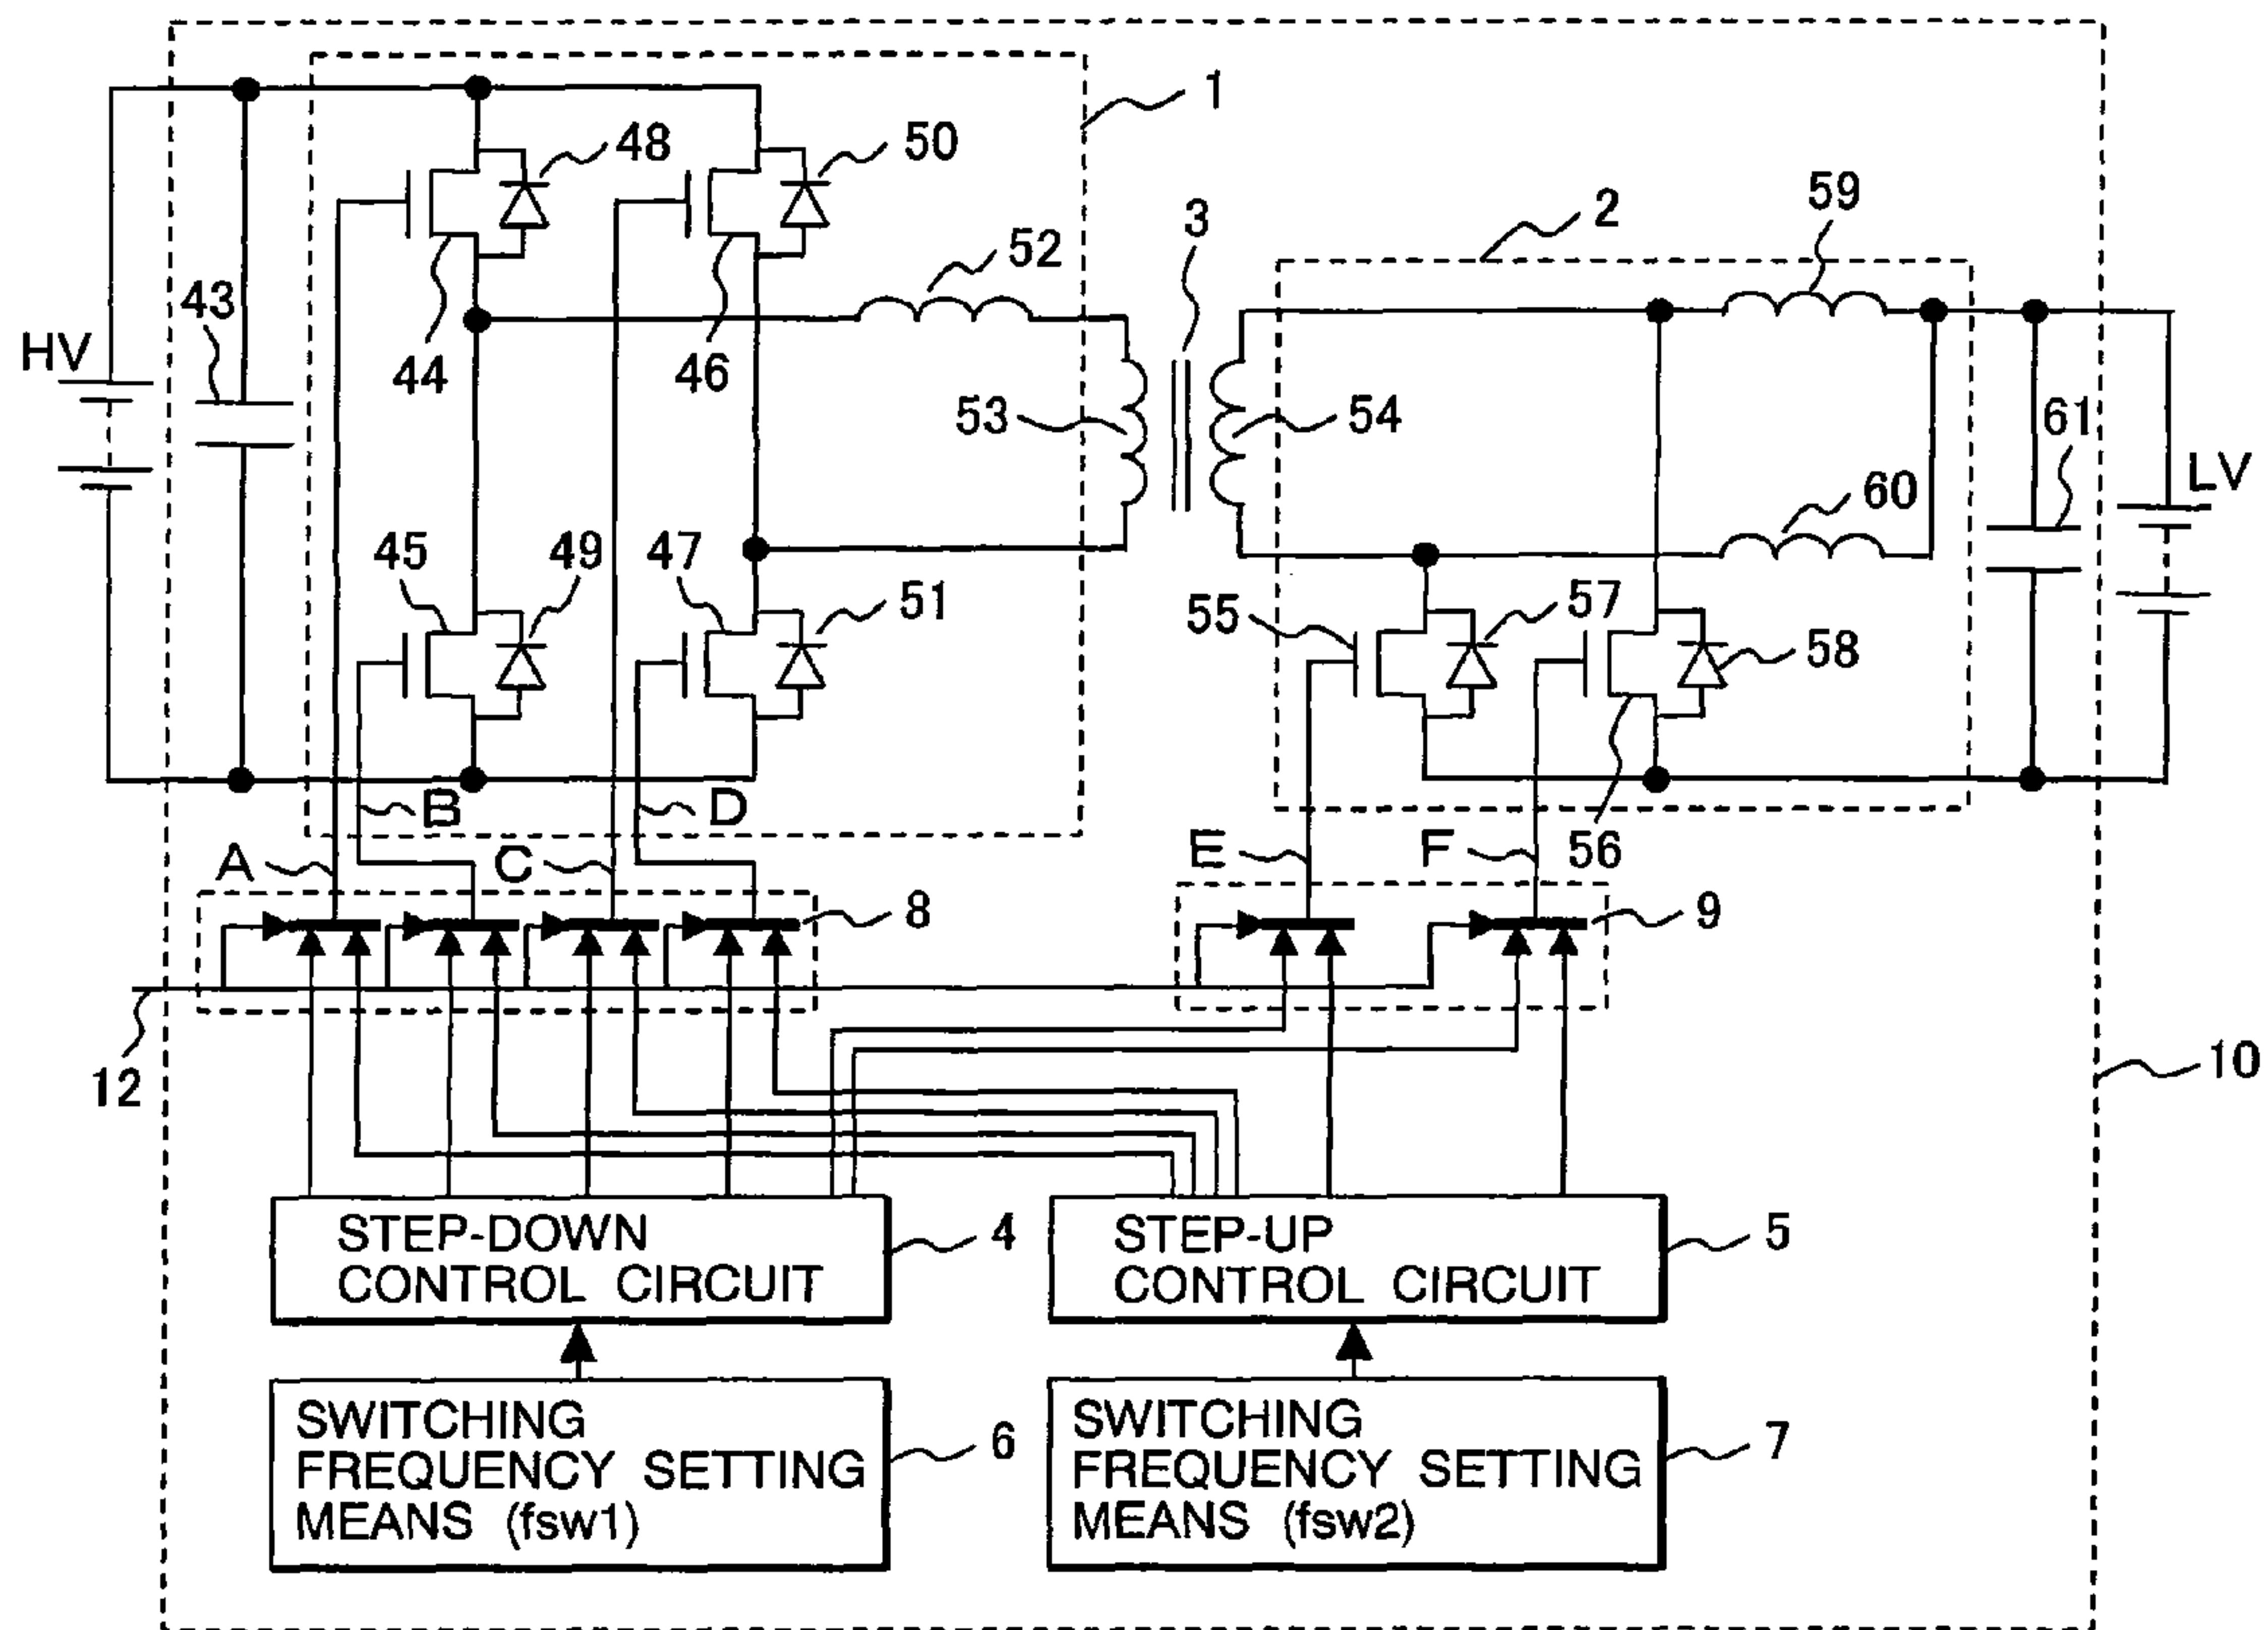 1
48
50
59
2
3
52
43
HV
44
46
53
54
61
LV
60
45
49
47
51
55
57
58
B
D
A
C
E
F
56
8
9
12
10
STEP-DOWN
CONTROL CIRCUIT
4
STEP-UP
CONTROL CIRCUIT
5
SWITCHING
FREQUENCY SETTING
MEANS (fsw1)
6
SWITCHING
FREQUENCY SETTING
MEANS (fsw2)
7